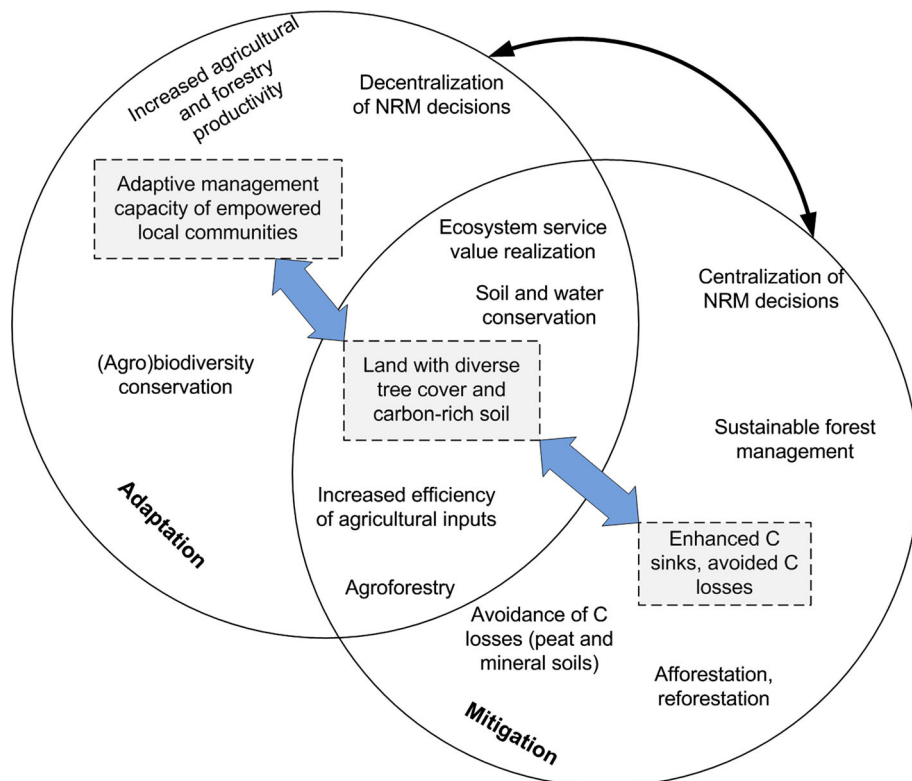 Increased agricultural
and forestry
productivity
Decentralization
of NRM decisions
Adaptive management
capacity of empowered
local communities
Ecosystem service
value realization
Centralization of
NRM decisions
Soil and water
conservation
(Agro)biodiversity
conservation
Land with diverse
tree cover and
carbon-rich soil
Sustainable forest
management
Adaptation
Increased efficiency
of agricultural inputs
Enhanced C
sinks, avoided C
losses
Agroforestry
Avoidance of C
losses (peat and
mineral soils)
Afforestation,
reforestation
Mitigation